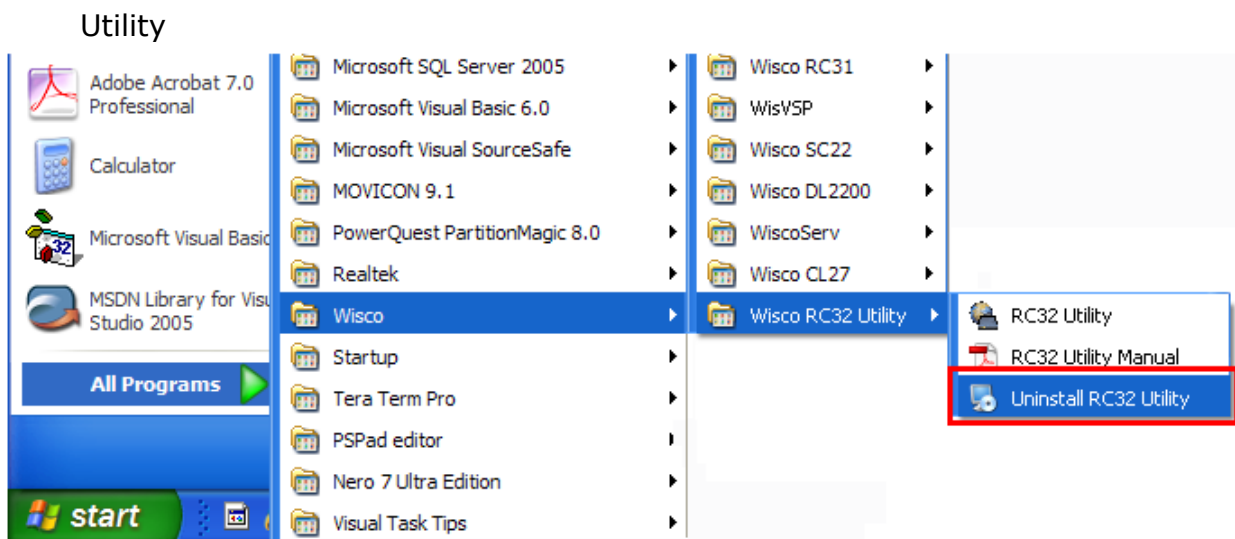 Utility
Adobe Acrobat 7.0
Professional
Calculator
Microsoft Visual Basic
MSDN Library for Visu
Studio 2005
All Programs
start
Microsoft SQL Server 2005
Microsoft Visual Basic 6.0
Microsoft Visual SourceSafe
MOVICON 9.1
PowerQuest PartitionMagic 8.0
Realtek
Wisco
Startup
Tera Term Pro
PSPad editor
Nero 7 Ultra Edition
Visual Task Tips
Wisco RC31
WisVSP
Wisco SC22
Wisco DL2200
WiscoServ
Wisco CL27
Wisco RC32 Utility
RC32 Utility
RC32 Utility Manual
Uninstall RC32 Utility